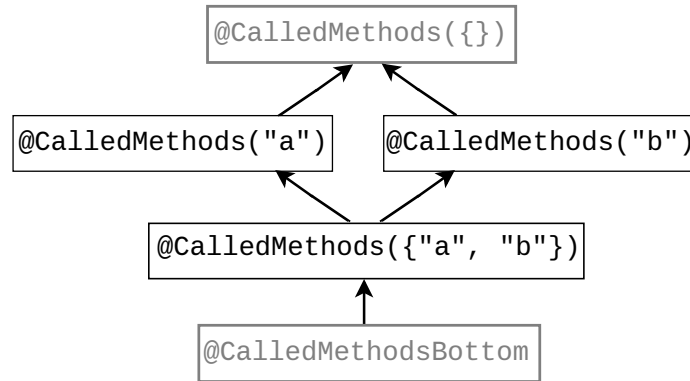 @CalledMethods({})
@CalledMethods("a")
@CalledMethods("b")
@CalledMethods({"a", "b"})
@CalledMethodsBottom